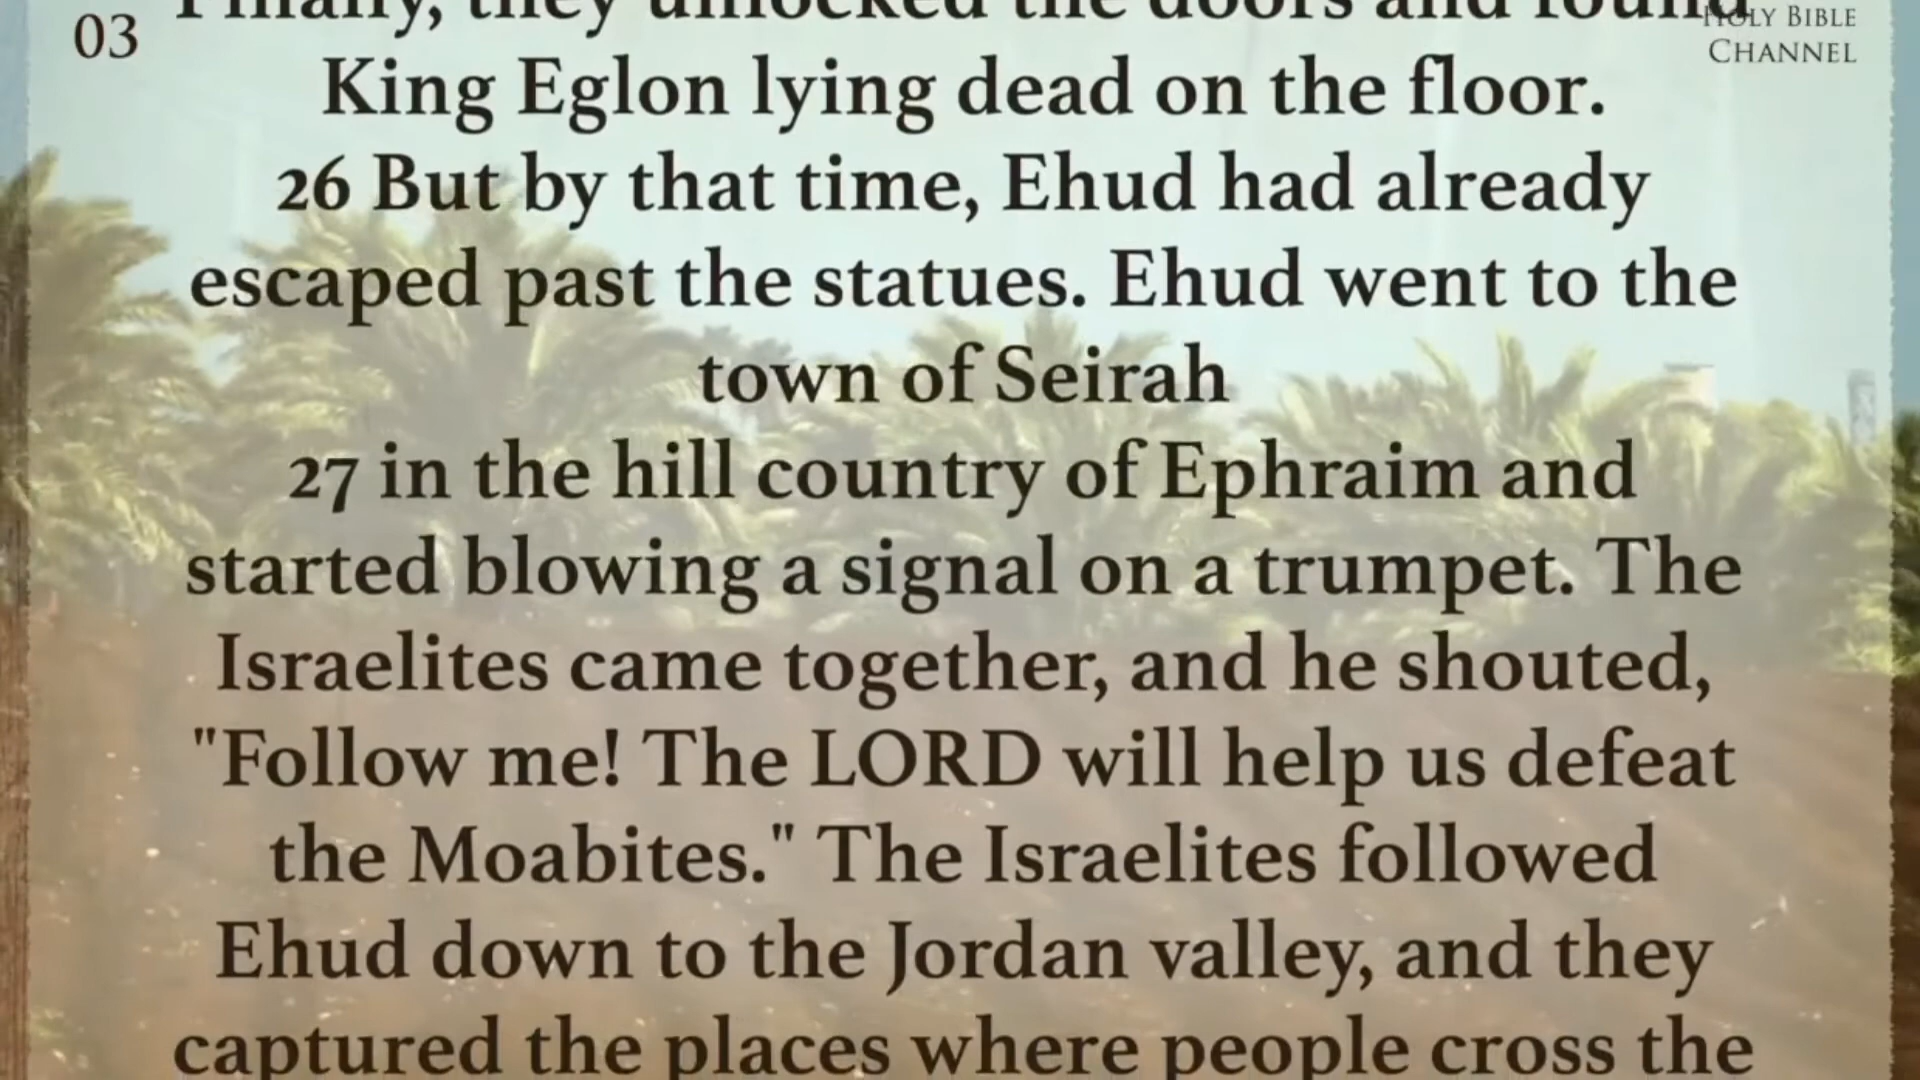 03
HOLY BIBLE
CHANNEL
Finally, they unlocked the doors and found
King Eglon lying dead on the floor.
26 But by that time, Ehud had already
escaped past the statues. Ehud went to the
town of Seirah
27 in the hill country of Ephraim and
started blowing a signal on a trumpet. The
Israelites came together, and he shouted,
"Follow me! The LORD will help us defeat
the Moabites." The Israelites followed
Ehud down to the Jordan valley, and they
captured the places where people cross the